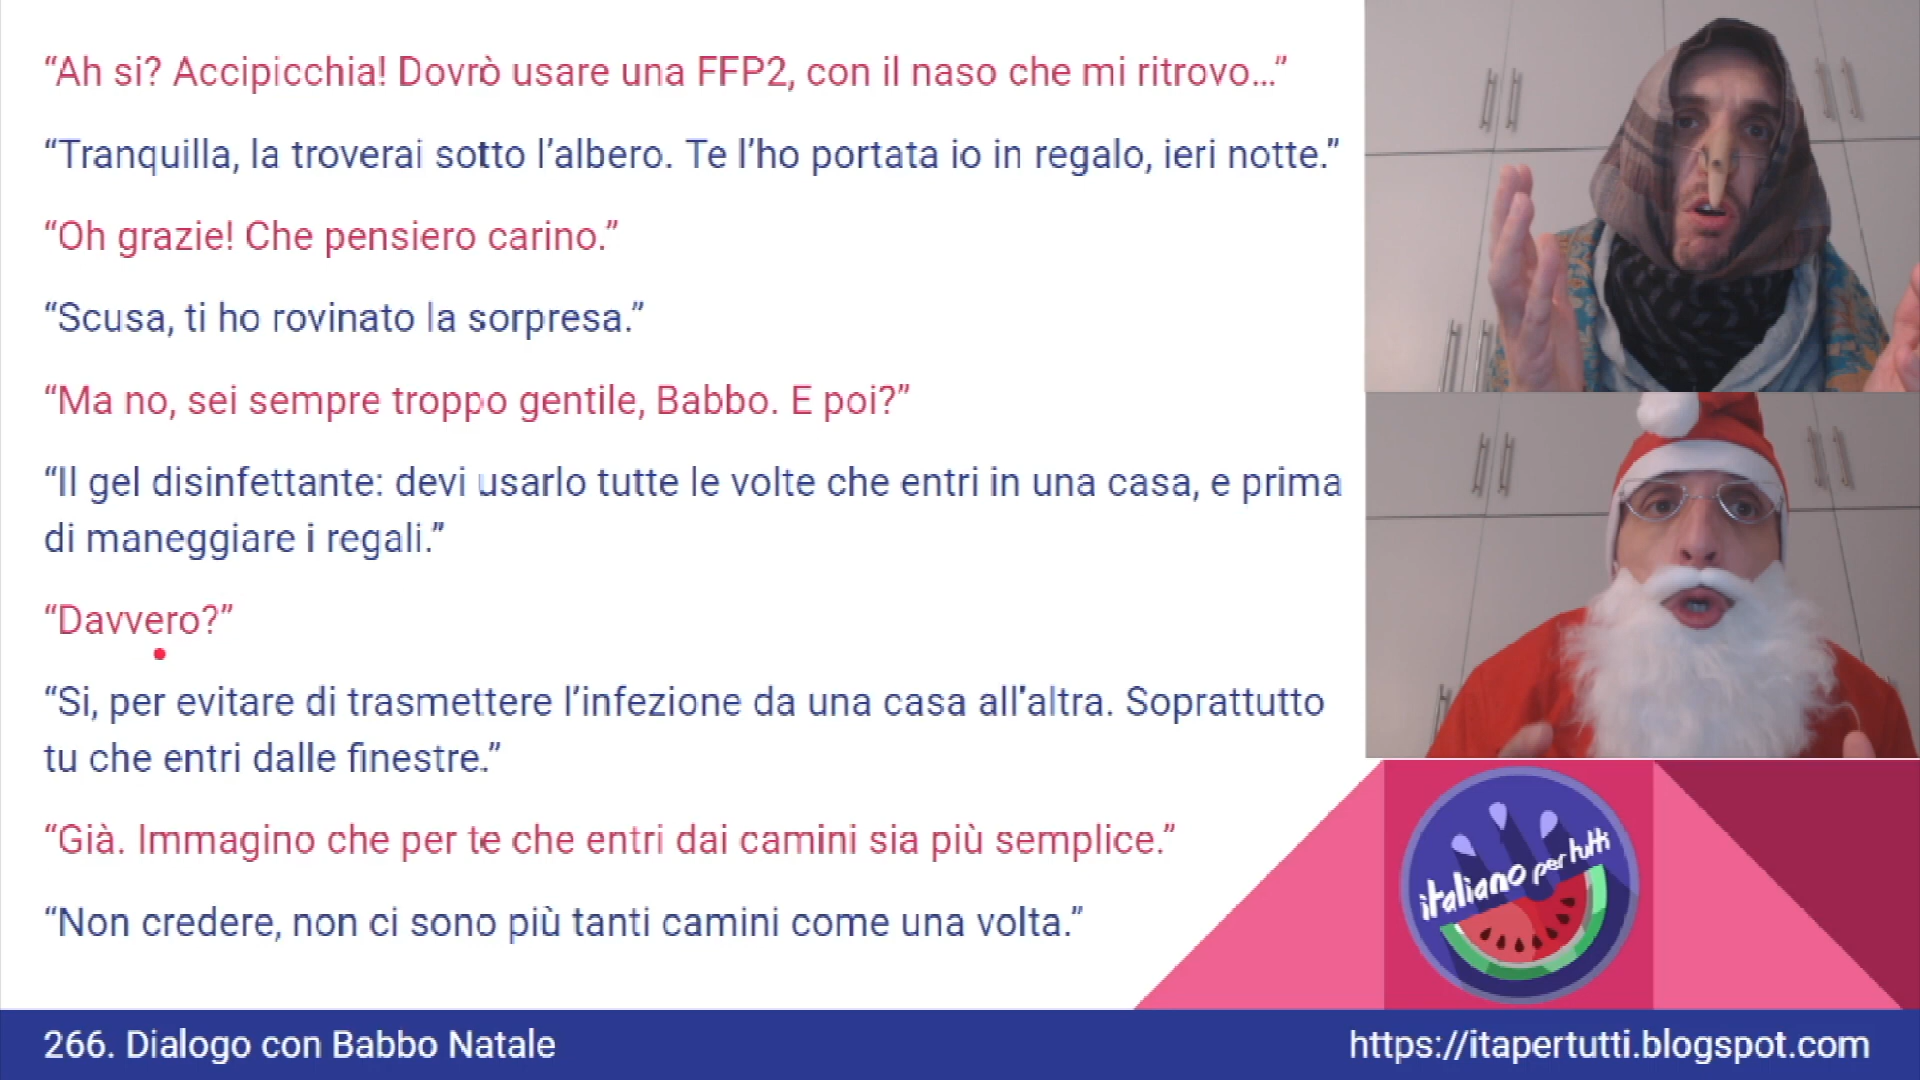 “Ah si? Accipicchia! Dovrò usare una FFP2, con il naso che mi ritrovo...”
“Tranquilla, la troverai sotto l’albero. Te l’ho portata io in regalo, ieri notte.”
“Oh grazie! Che pensiero carino.”
“Scusa, ti ho rovinato la sorpresa.”
“Ma no, sei sempre troppo gentile, Babbo. E poi?”
“Il gel disinfettante: devi usarlo tutte le volte che entri in una casa, e prima
di maneggiare i regali.”
“Davvero?”
“Si, per evitare di trasmettere l’infezione da una casa all’altra. Soprattutto
tu che entri dalle finestre.”
“Già. Immagino che per te che entri dai camini sia più semplice.”
“Non credere, non ci sono più tanti camini come una volta.”
italiano per tutti
266. Dialogo con Babbo Natale
https://itapertutti.blogspot.com